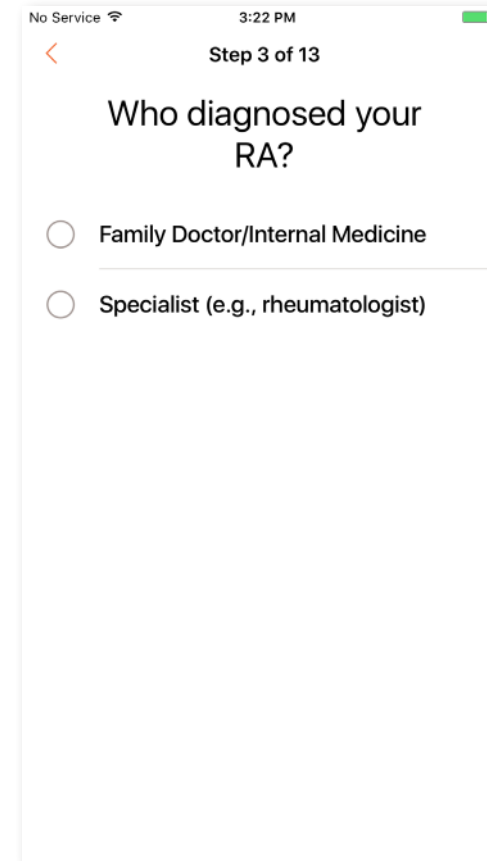 No Service 3:22 PM
Step 3 of 13
Who diagnosed your
RA?
Family Doctor/Internal Medicine
Specialist (e.g., rheumatologist)